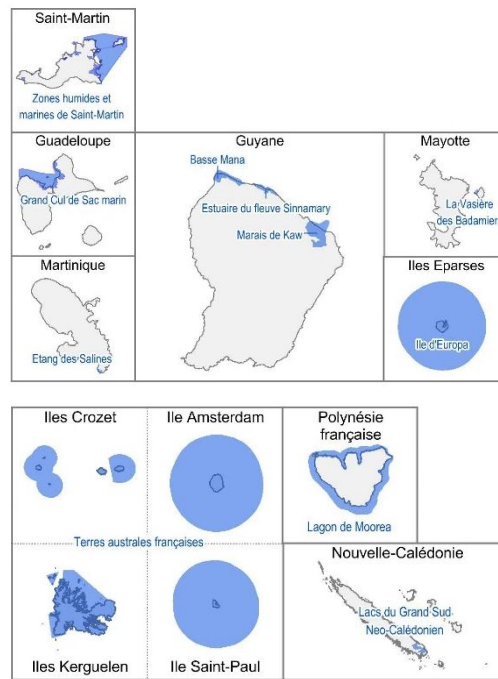 Saint-Martin
Zones humides et
marines de Saint-Martin
Guadeloupe
Grand Cul de Sac marin
Guyane
Basse Mana
Estuaire du fleuve Sinnamary
Marais de Kaw
Mayotte
La Vasière
des Badamier
Martinique
Etang des Salines
Iles Eparses
Ile d'Europa
Iles Crozet
Ile Amsterdam
Polynésie
française
Lagon de Moorea
Terres australes françaises
Nouvelle-Calédonie
Lacs du Grand Sud
Neo-Calédonien
Iles Kerguelen
Ile Saint-Paul